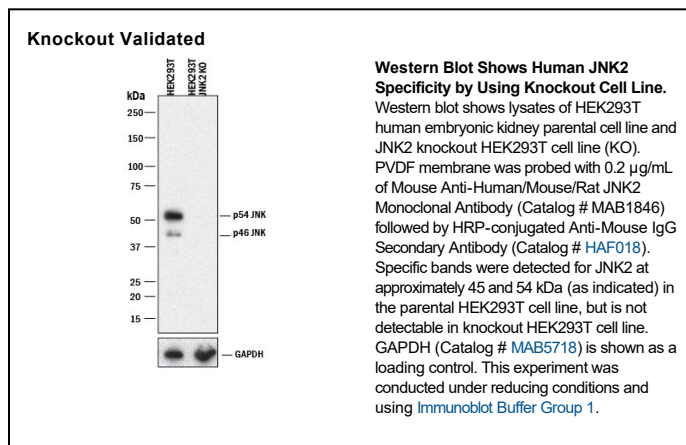 Knockout Validated
HEK293T
HEK293T
JNK2 KO
kDa
250
150
100
75
50
37
25
20
15
p54 JNK
p46 JNK
GAPDH
Western Blot Shows Human JNK2
Specificity by Using Knockout Cell Line.
Western blot shows lysates of HEK293T
human embryonic kidney parental cell line and
JNK2 knockout HEK293T cell line (KO).
PVDF membrane was probed with 0.2 µg/mL
of Mouse Anti-Human/Mouse/Rat JNK2
Monoclonal Antibody (Catalog # MAB1846)
followed by HRP-conjugated Anti-Mouse IgG
Secondary Antibody (Catalog # HAF018).
Specific bands were detected for JNK2 at
approximately 45 and 54 kDa (as indicated) in
the parental HEK293T cell line, but is not
detectable in knockout HEK293T cell line.
GAPDH (Catalog # MAB5718) is shown as a
loading control. This experiment was
conducted under reducing conditions and
using Immunoblot Buffer Group 1.